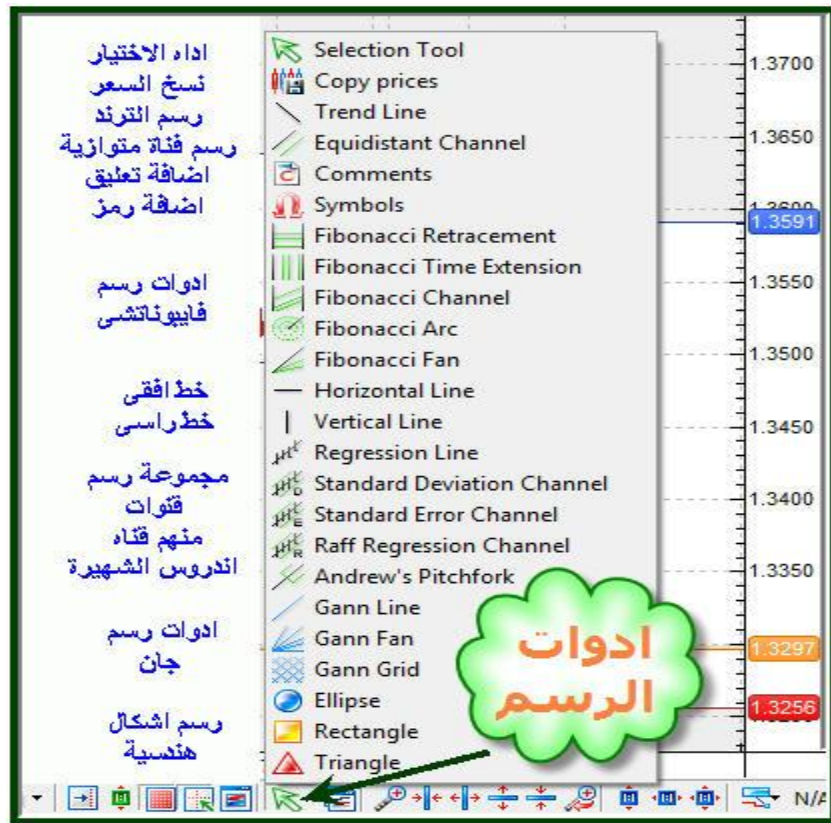 اداه الاختيار
نسخ السعر
رسم الترند
رسم قناة متوازية
اضافة تعليق
اضافة رمز
ادوات رسم
فايبوناتشى
خط افقى
خط راسى
مجموعة رسم
قنوات
منهم قناه
اندروس الشهيرة
ادوات رسم
جان
رسم اشكال
هندسية
Selection Tool
Copy prices
Trend Line
Equidistant Channel
Comments
Symbols
Fibonacci Retracement
Fibonacci Time Extension
Fibonacci Channel
Fibonacci Arc
Fibonacci Fan
Horizontal Line
Vertical Line
Regression Line
Standard Deviation Channel
Standard Error Channel
Raff Regression Channel
Andrew's Pitchfork
Gann Line
Gann Fan
Gann Grid
Ellipse
Rectangle
Triangle
ادوات
الرسم
1.3700
1.3650
1.3591
1.3550
1.3500
1.3450
1.3400
1.3350
1.3297
1.3256
N/A